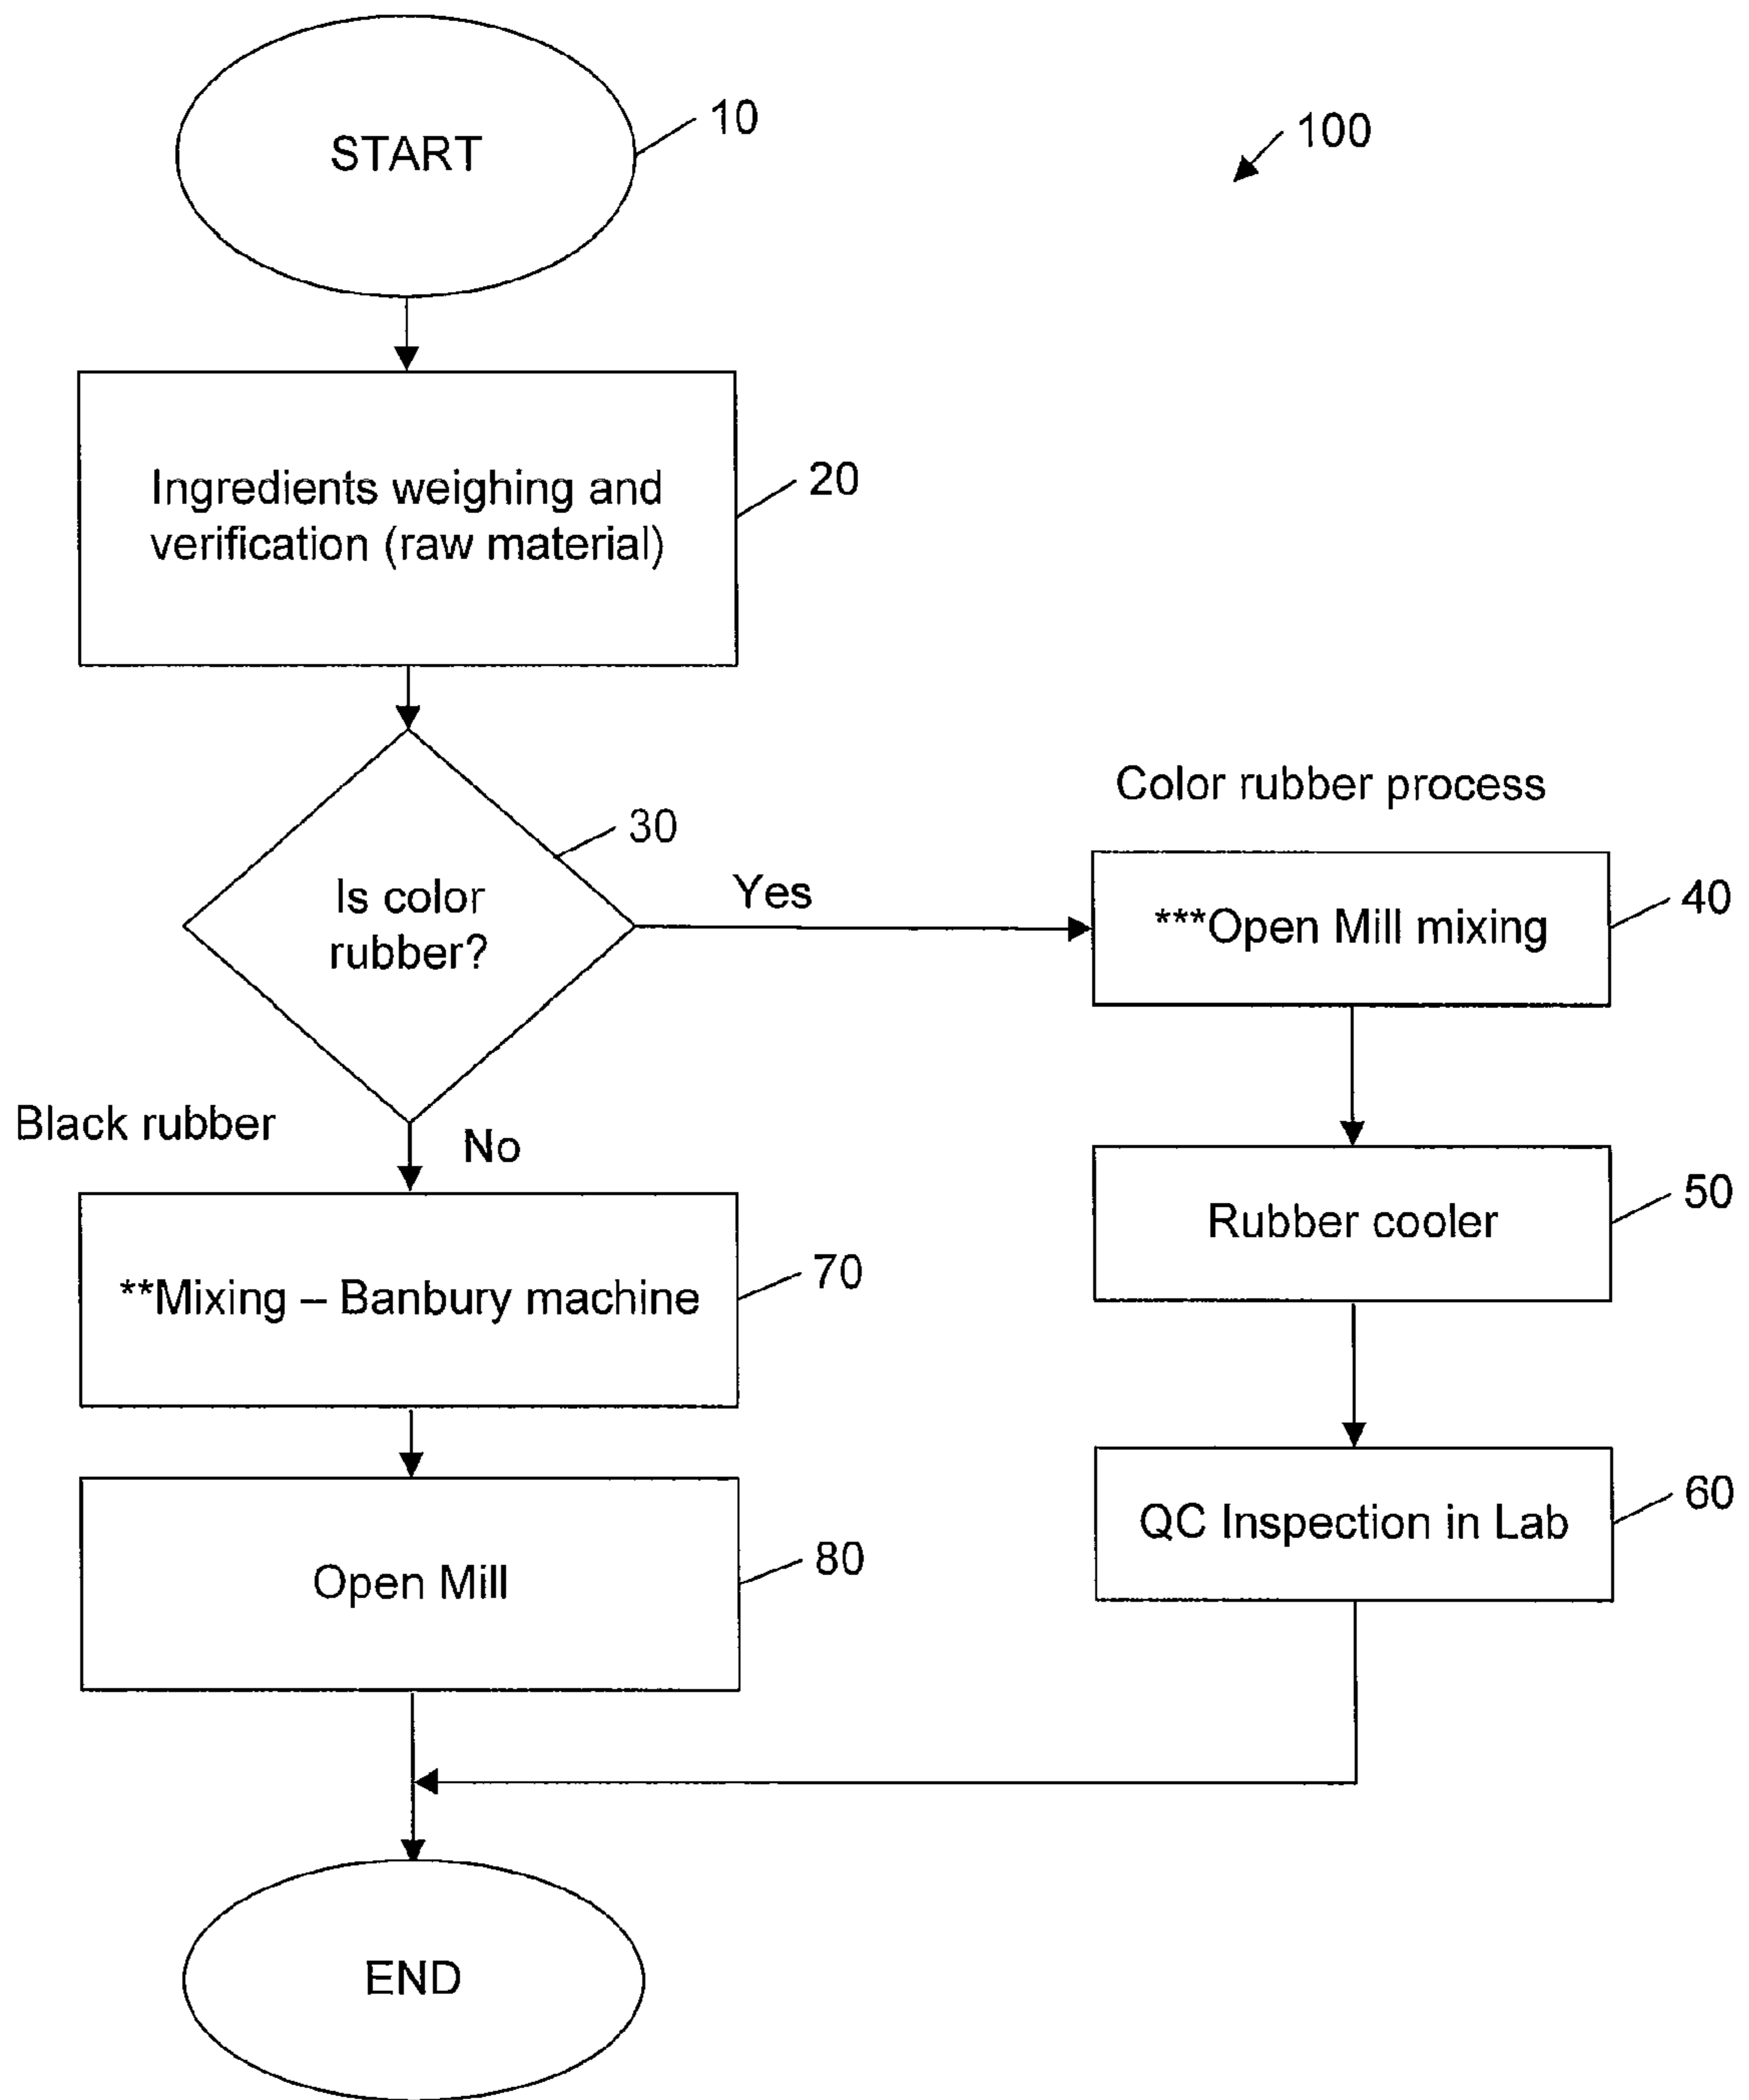 START
10
100
Ingredients weighing and
verification (raw material)
20
Is color
rubber?
30
Yes
Color rubber process
***Open Mill mixing
40
Black rubber
No
Rubber cooler
50
**Mixing – Banbury machine
70
QC Inspection in Lab
60
Open Mill
80
END